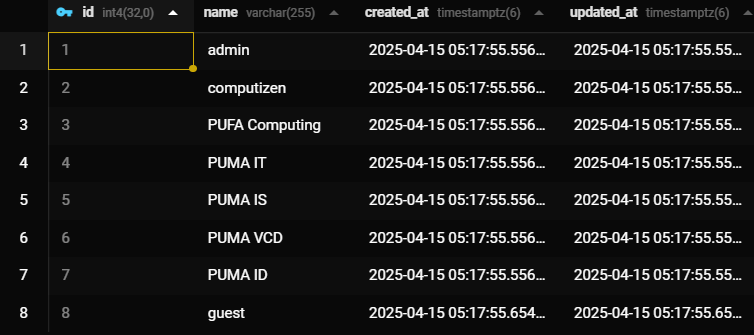 id int4(32,0) name varchar(255) created_at timestamptz(6) updated_at timestamptz(6)
1 1 admin 2025-04-15 05:17:55.556… 2025-04-15 05:17:55.55…
2 2 computizen 2025-04-15 05:17:55.556… 2025-04-15 05:17:55.55…
3 3 PUFA Computing 2025-04-15 05:17:55.556… 2025-04-15 05:17:55.55…
4 4 PUMA IT 2025-04-15 05:17:55.556… 2025-04-15 05:17:55.55…
5 5 PUMA IS 2025-04-15 05:17:55.556… 2025-04-15 05:17:55.55…
6 6 PUMA VCD 2025-04-15 05:17:55.556… 2025-04-15 05:17:55.55…
7 7 PUMA ID 2025-04-15 05:17:55.556… 2025-04-15 05:17:55.55…
8 8 guest 2025-04-15 05:17:55.654… 2025-04-15 05:17:55.65…